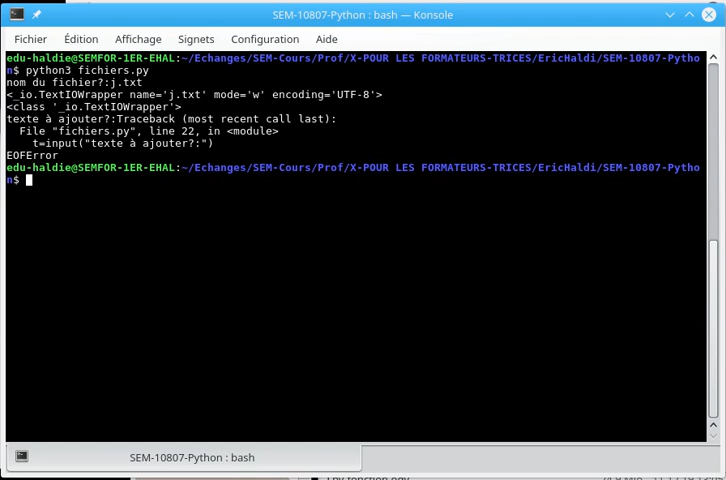 SEM-10807-Python : bash — Konsole
Fichier Édition Affichage Signets Configuration Aide
edu-haldie@SEMFOR-1ER-EHAL:~/Echanges/SEM-Cours/Prof/X-POUR LES FORMATEURS-TRICES/EricHaldi/SEM-10807-Pytho
n$ python3 fichiers.py
nom du fichier?:j.txt
<_io.TextIOWrapper name='j.txt' mode='w' encoding='UTF-8'>
<class '_io.TextIOWrapper'>
texte à ajouter?:Traceback (most recent call last):
  File "fichiers.py", line 22, in <module>
    t=input("texte à ajouter?:")
EOFError
edu-haldie@SEMFOR-1ER-EHAL:~/Echanges/SEM-Cours/Prof/X-POUR LES FORMATEURS-TRICES/EricHaldi/SEM-10807-Pytho
n$
SEM-10807-Python : bash